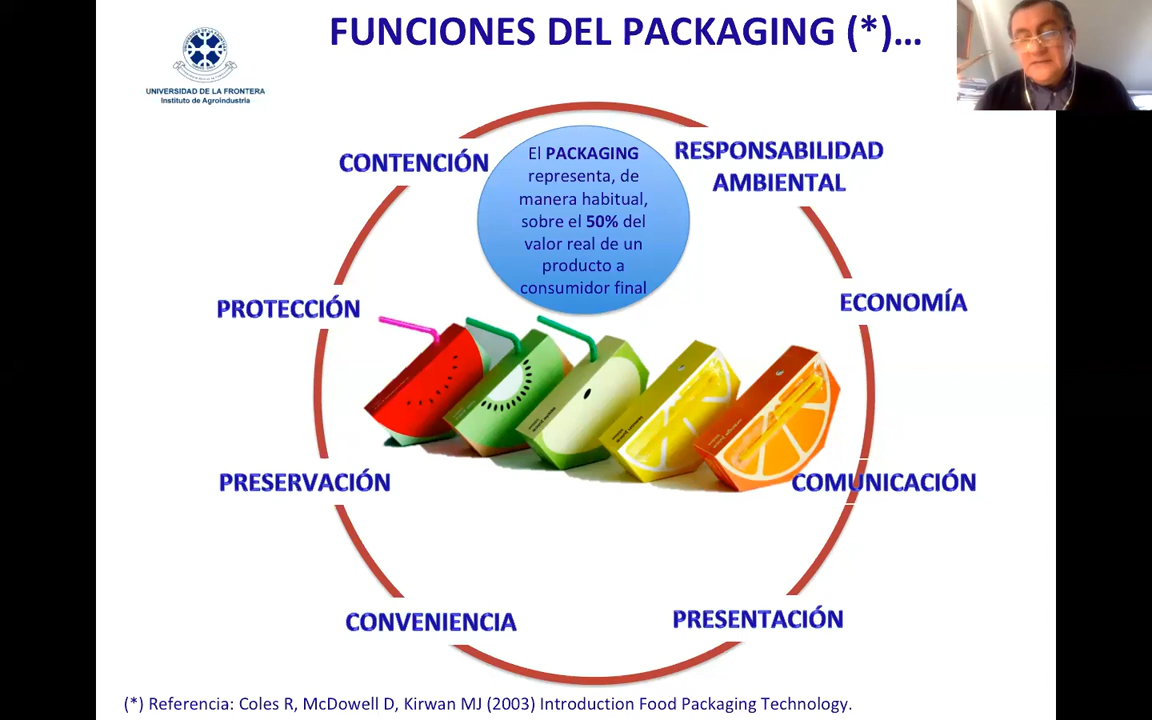 FUNCIONES DEL PACKAGING (*)...
UNIVERSIDAD DE LA FRONTERA
Instituto de Agroindustria
CONTENCIÓN
El PACKAGING
representa, de
manera habitual,
sobre el 50% del
valor real de un
producto a
consumidor final
RESPONSABILIDAD
AMBIENTAL
PROTECCIÓN
ECONOMÍA
PRESERVACIÓN
COMUNICACIÓN
CONVENIENCIA
PRESENTACIÓN
(*) Referencia: Coles R, McDowell D, Kirwan MJ (2003) Introduction Food Packaging Technology.